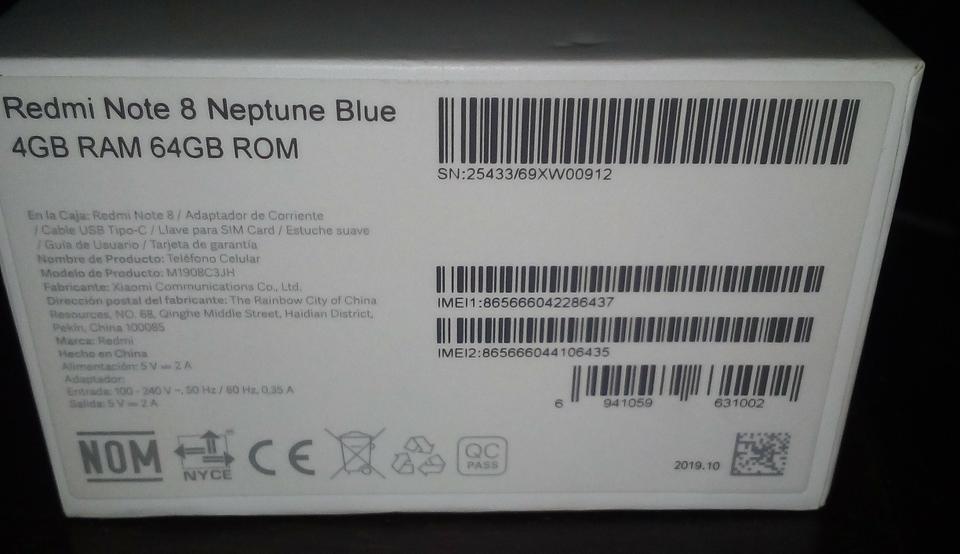 Redmi Note 8 Neptune Blue
4GB RAM 64GB ROM
SN:25433/69XW00912
En la Caja: Redmi Note 8 / Adaptador de Corriente
/ Cable USB Tipo-C / Llave para SIM Card / Estuche suave
/ Guia de Usuario / Tarjeta de garantía
Nombre de Producto: Teléfono Celular
Modelo de Producto: M1908C3JH
Fabricante: Xiaomi Communications Co., Ltd.
Dirección postal del fabricante: The Rainbow City of China
Resources, NO. 68, Qinghe Middle Street, Haidian District,
Pekín, China 100085
Marca: Redmi
Hecho en China
Alimentación: 5 V ⎓ 2 A
Adaptador:
Entrada: 100 - 240 V ~, 50 Hz / 60 Hz, 0,35 A
Salida: 5 V ⎓ 2 A
IMEI1:865666042286437
IMEI2:865666044106435
6 941059 631002
NOM
NYCE
CE
QC
PASS
2019.10